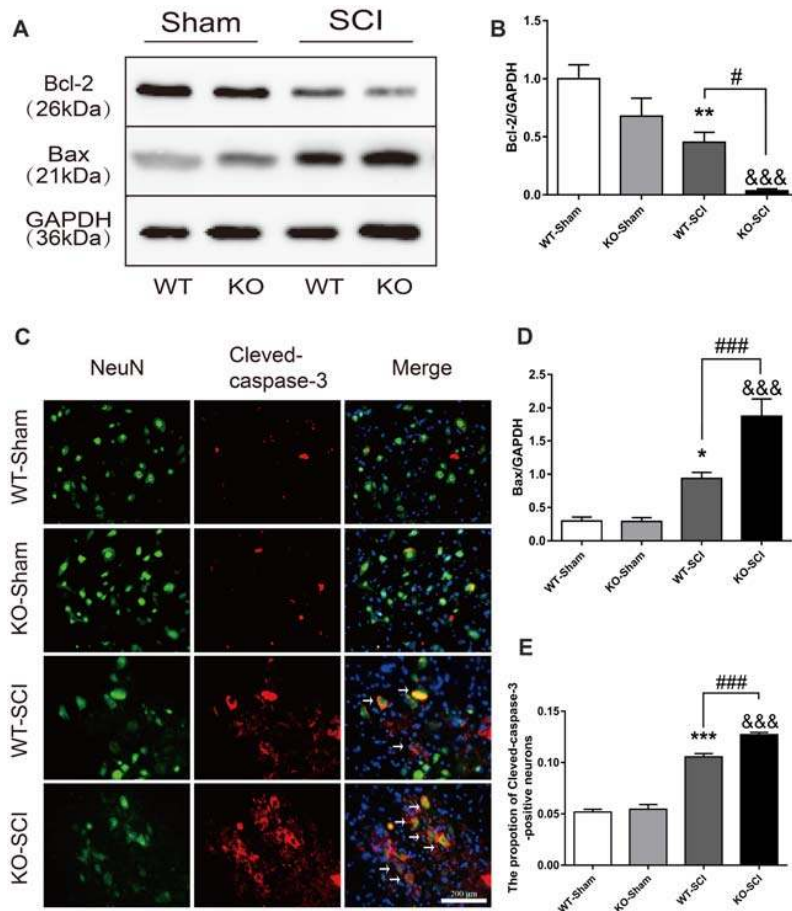 A
Sham SCI
Bcl-2
(26kDa)
Bax
(21kDa)
GAPDH
(36kDa)
WT KO WT KO
B
Bcl-2/GAPDH
1.5
1.0
0.5
0.0
**
#
&&&
WT-Sham KO-Sham WT-SCI KO-SCI
C
NeuN Cleved-
caspase-3 Merge
WT-Sham
KO-Sham
WT-SCI
KO-SCI
200 μm
D
Bax/GAPDH
2.5
2.0
1.5
1.0
0.5
0.0
*
###
&&&
WT-Sham KO-Sham WT-SCI KO-SCI
E
The propotion of Cleved-caspase-3
-positive neurons
0.15
0.10
0.05
0.00
***
###
&&&
WT-Sham KO-Sham WT-SCI KO-SCI